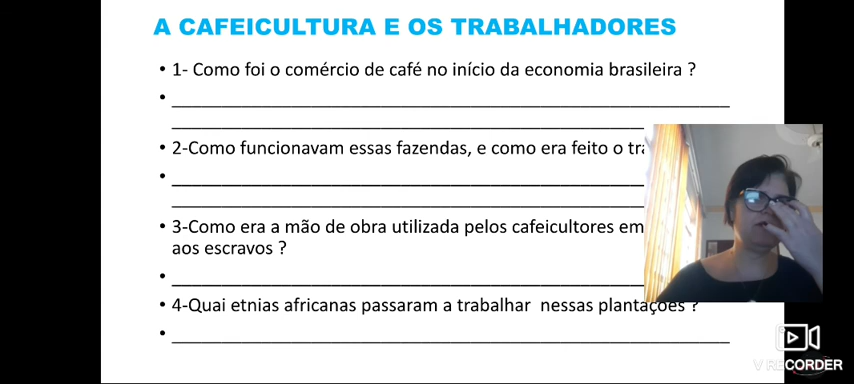 A CAFEICULTURA E OS TRABALHADORES
• 1- Como foi o comércio de café no início da economia brasileira ?
•
• 2-Como funcionavam essas fazendas, e como era feito o
•
• 3-Como era a mão de obra utilizada pelos cafeicultores em
aos escravos ?
•
• 4-Quai etnias africanas passaram a trabalhar nessas plantações ?
•
V RECORDER